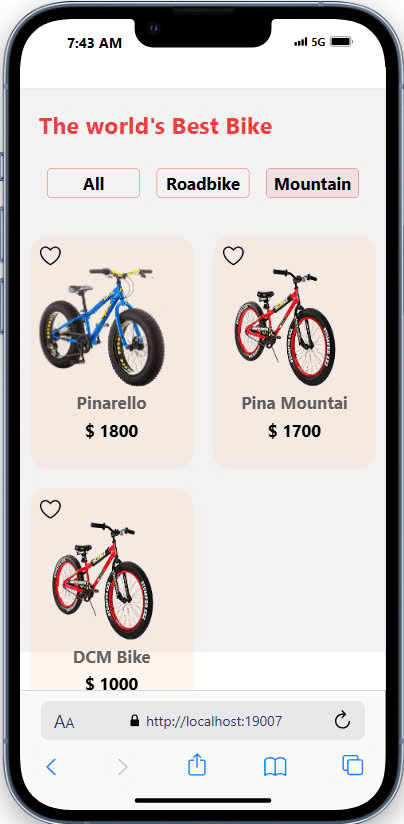 7:43 AM 5G
The world's Best Bike
All Roadbike Mountain
Pinarello Pina Mountai
$ 1800 $ 1700
DCM Bike
$ 1000
AA http://localhost:19007